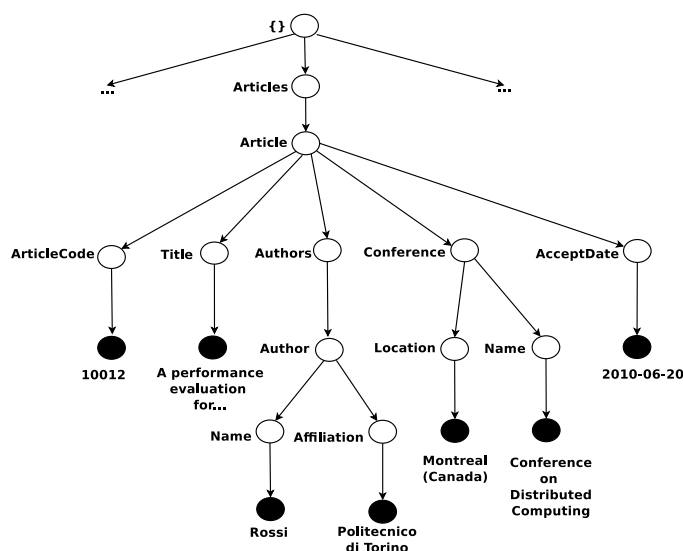 {}
...
...
Articles
Article
ArticleCode
Title
Authors
Conference
AcceptDate
10012
A performance
evaluation
for...
Author
Location
Name
2010-06-20
Name
Affiliation
Montreal
(Canada)
Conference
on
Distributed
Computing
Rossi
Politecnico
di Torino